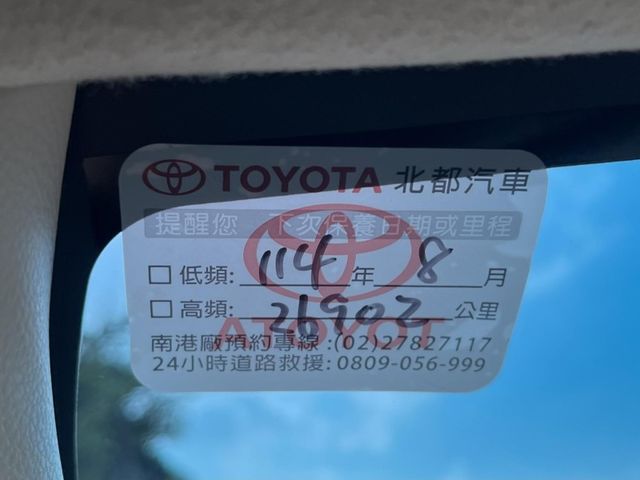 TOYOTA 北都汽車
提醒您 下次保養日期或里程
□ 低頻: 114 年 8 月
□ 高頻: 26902 公里
TOYOTA
南港廠預約專線:(02)27827117
24小時道路救援: 0809-056-999